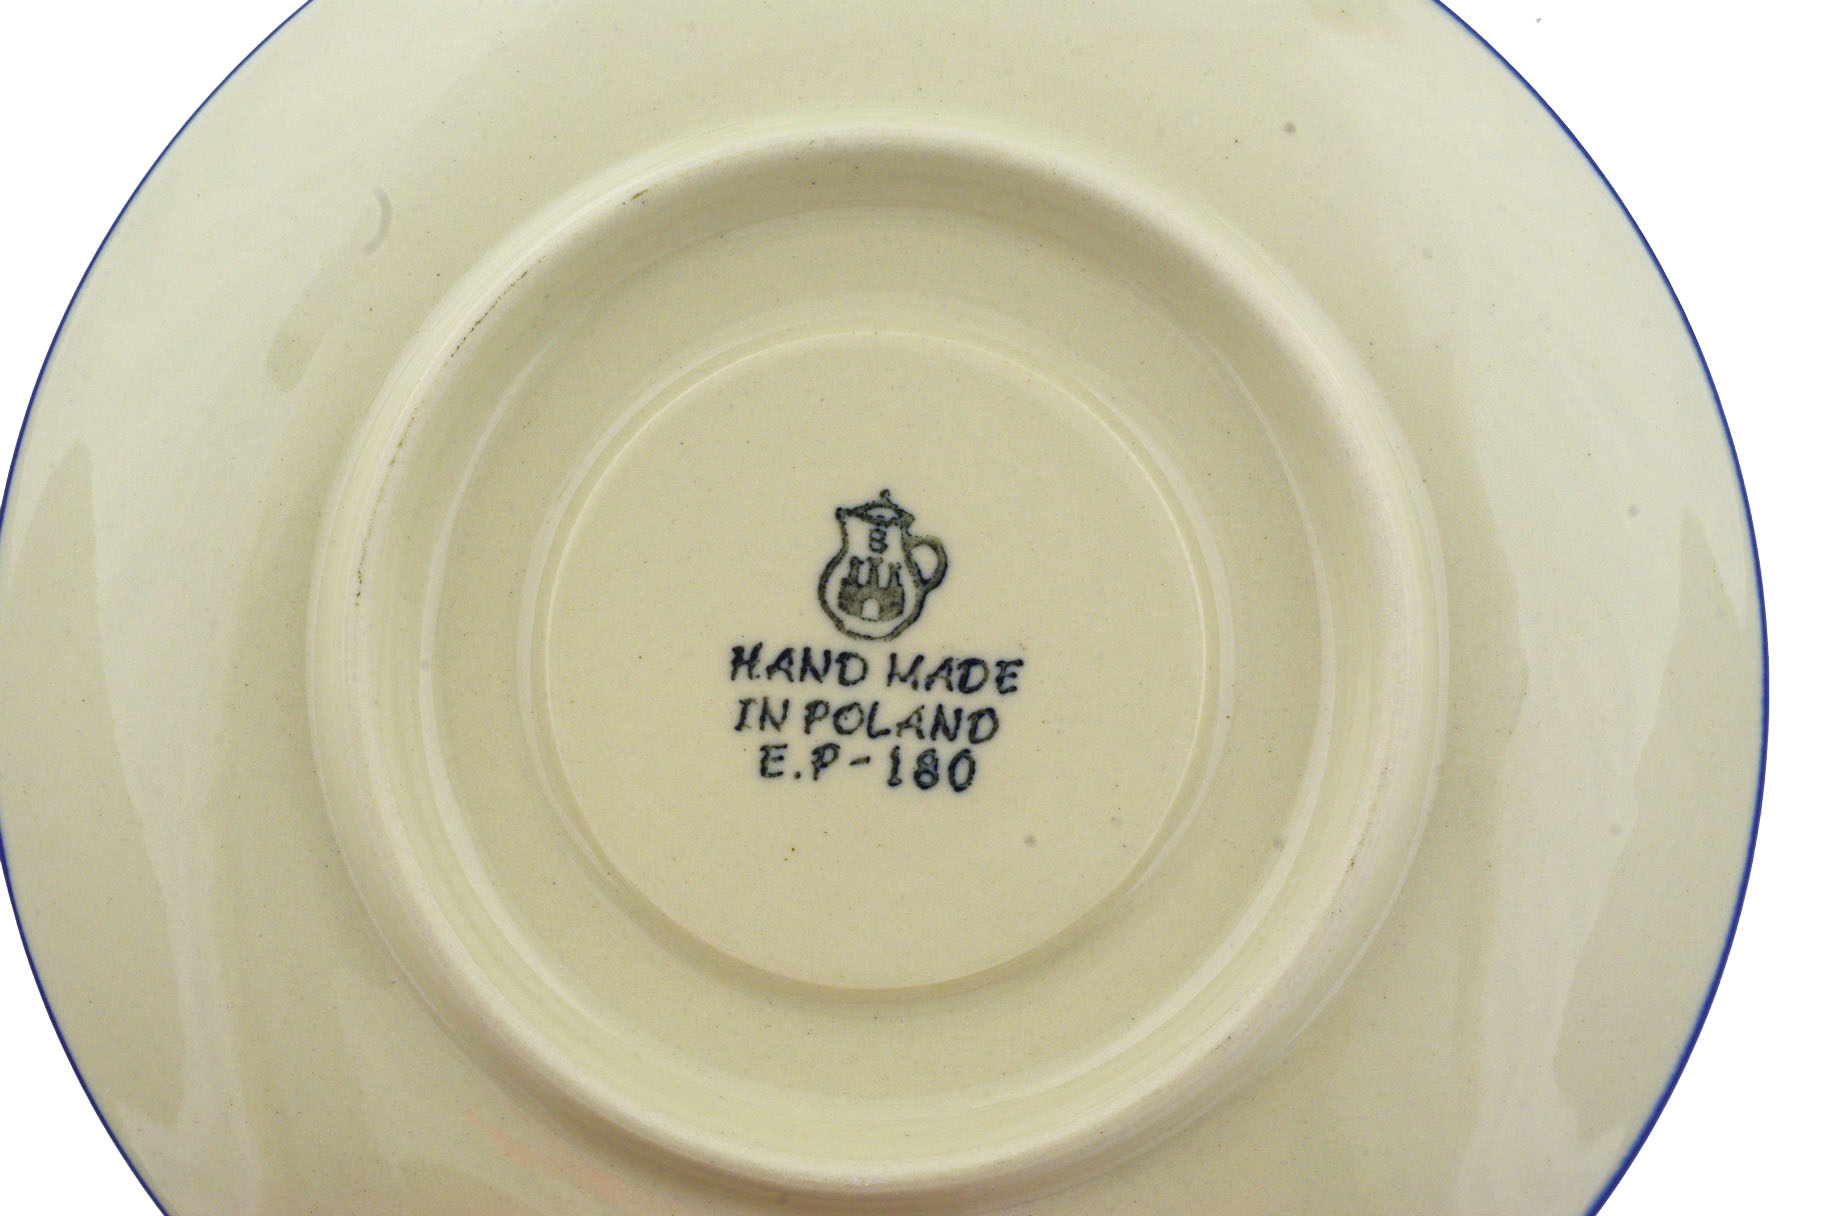 B
HAND MADE
IN POLAND
E.P-180